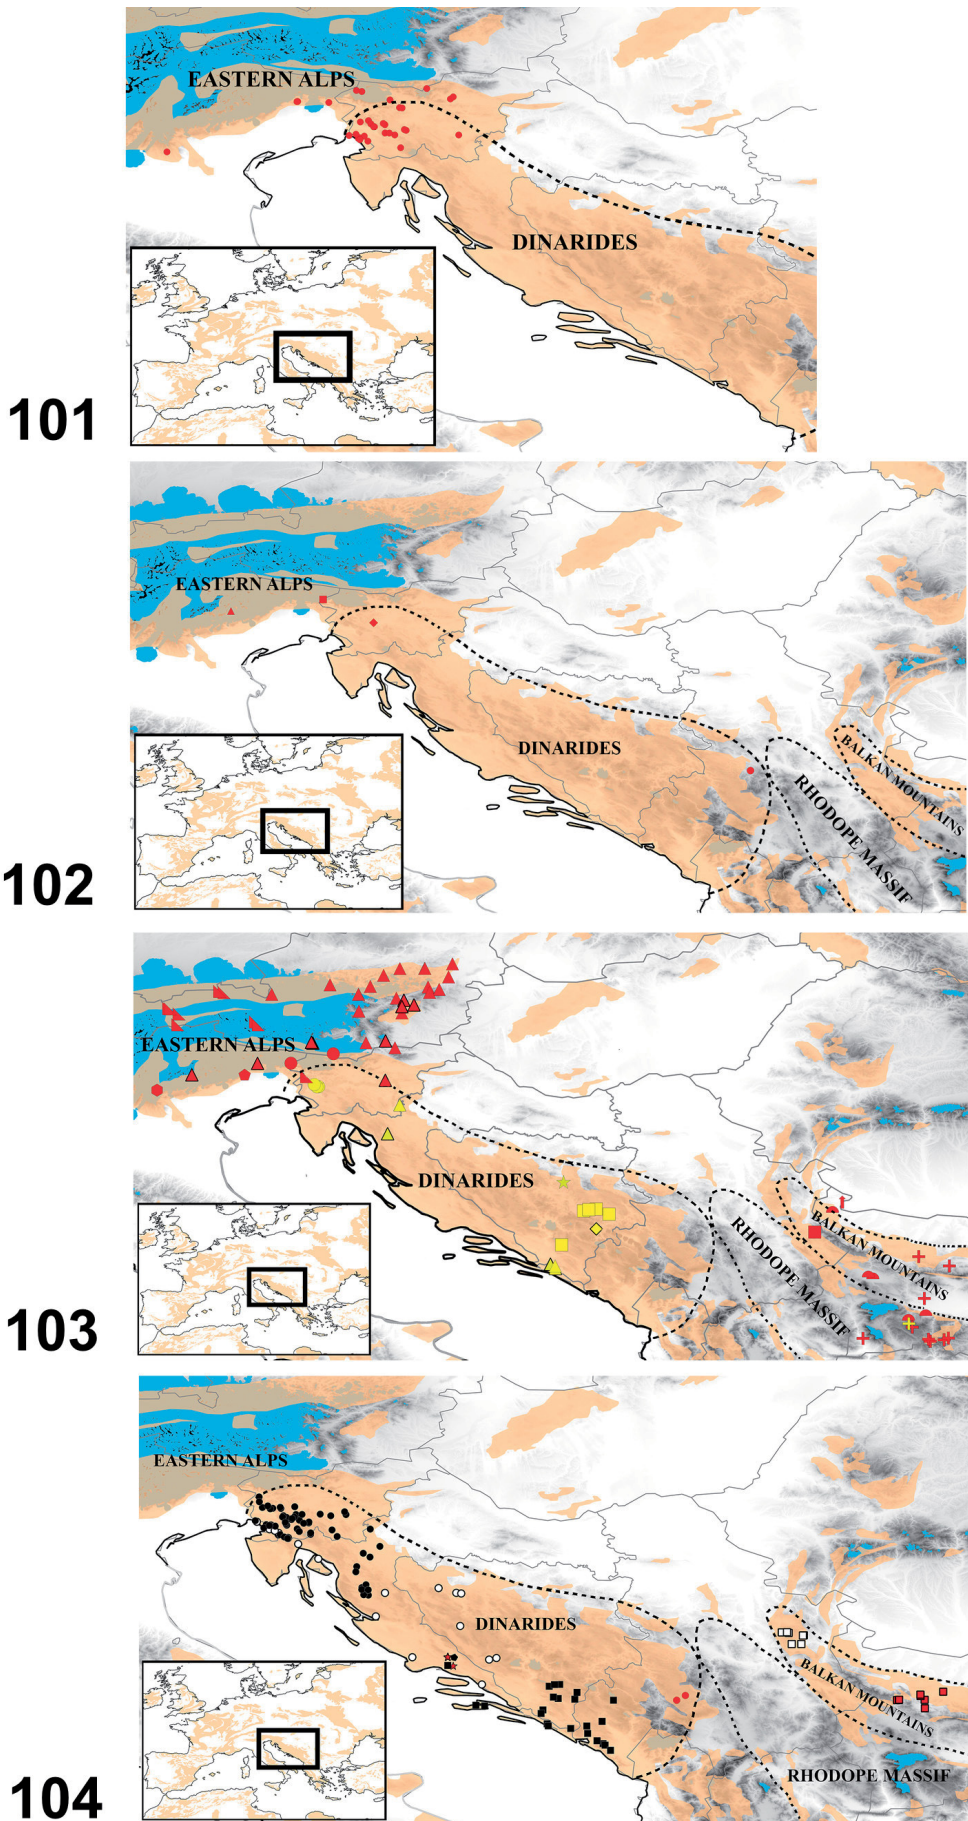 EASTERN ALPS
DINARIDES
101
EASTERN ALPS
DINARIDES
BALKAN MOUNTAINS
RHODOPE MASSIF
102
EASTERN ALPS
DINARIDES
BALKAN MOUNTAINS
RHODOPE MASSIF
103
EASTERN ALPS
DINARIDES
BALKAN MOUNTAINS
RHODOPE MASSIF
104